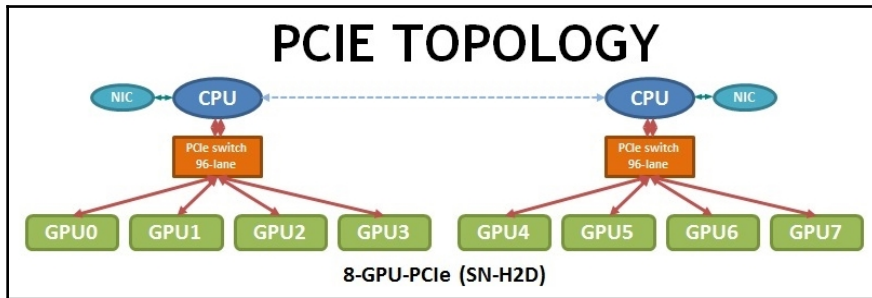 PCIE TOPOLOGY
NIC CPU CPU NIC
PCIe switch PCIe switch
96-lane 96-lane
GPU0 GPU1 GPU2 GPU3 GPU4 GPU5 GPU6 GPU7
8-GPU-PCIe (SN-H2D)